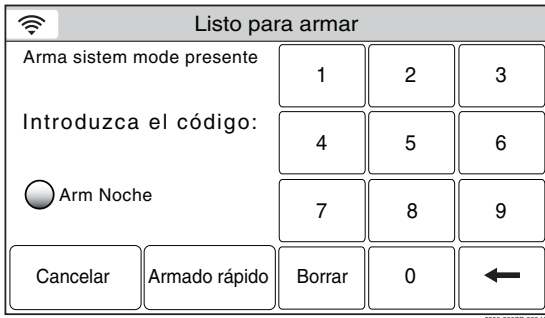 Listo para armar
Arma sistem mode presente
1 2 3
Introduzca el código:
4 5 6
Arm Noche
7 8 9
Cancelar Armado rápido Borrar 0